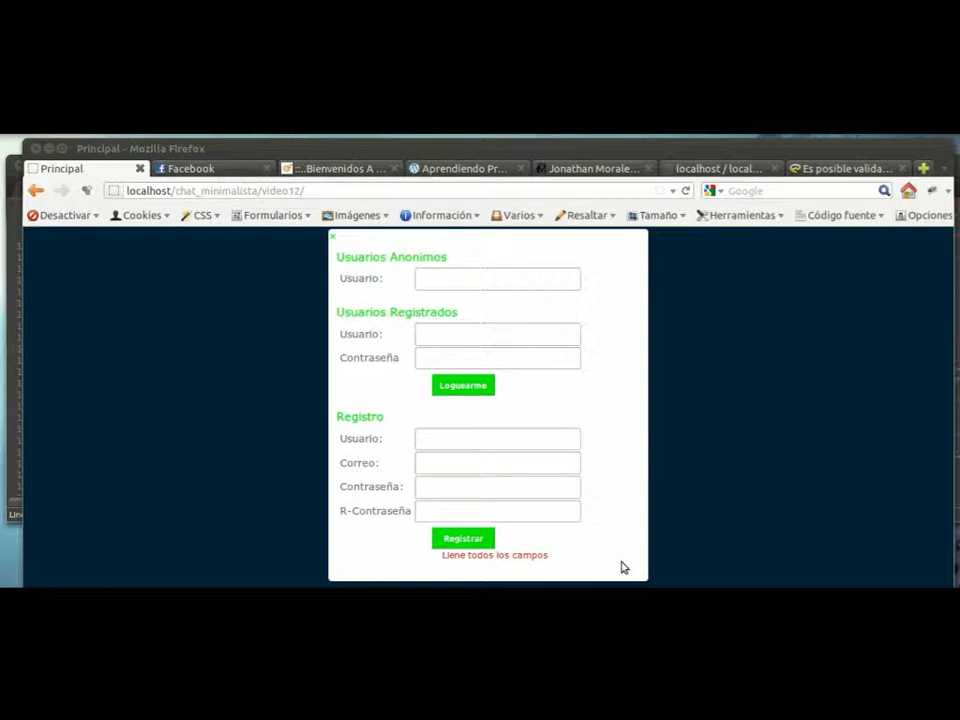 Principal - Mozilla Firefox
Principal
Facebook
::..Bienvenidos A ...
Aprendiendo Pr...
Jonathan Morale...
localhost / local...
Es posible valida...
localhost/chat_minimalista/video12/
Google
Desactivar
Cookies
CSS
Formularios
Imágenes
Información
Varios
Resaltar
Tamaño
Herramientas
Código fuente
Opciones
Usuarios Anonimos
Usuario:
Usuarios Registrados
Usuario:
Contraseña
Loguearme
Registro
Usuario:
Correo:
Contraseña:
R-Contraseña
Registrar
Llene todos los campos